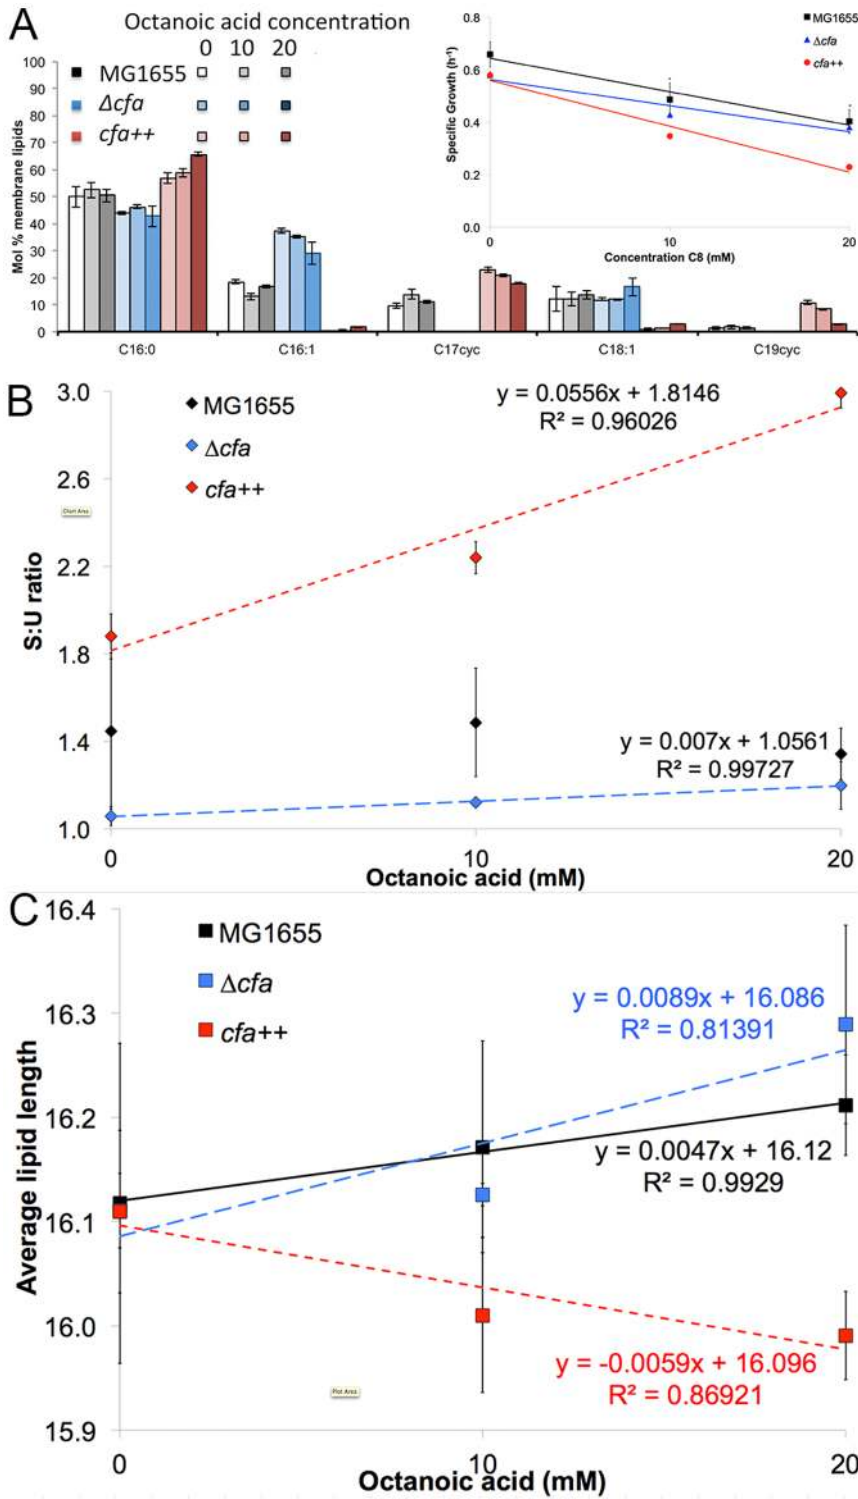 A
Octanoic acid concentration
0 10 20
MG1655
Δcfa
cfa++
Mol % membrane lipids
100
90
80
70
60
50
40
30
20
10
0
C16:0 C16:1 C17cyc C18:1 C19cyc
MG1655
Δcfa
cfa++
Specific Growth (h⁻¹)
0.8
0.6
0.4
0.2
0.0
0 10 20
Concentration C8 (mM)
B
MG1655
Δcfa
cfa++
y = 0.0556x + 1.8146
R² = 0.96026
Chart Area
S:U ratio
3.0
2.6
2.2
1.8
1.4
1.0
y = 0.007x + 1.0561
R² = 0.99727
0 10 20
Octanoic acid (mM)
C
MG1655
Δcfa
cfa++
Average lipid length
16.4
16.3
16.2
16.1
16.0
15.9
y = 0.0089x + 16.086
R² = 0.81391
y = 0.0047x + 16.12
R² = 0.9929
y = -0.0059x + 16.096
R² = 0.86921
Plot Area
0 10 20
Octanoic acid (mM)